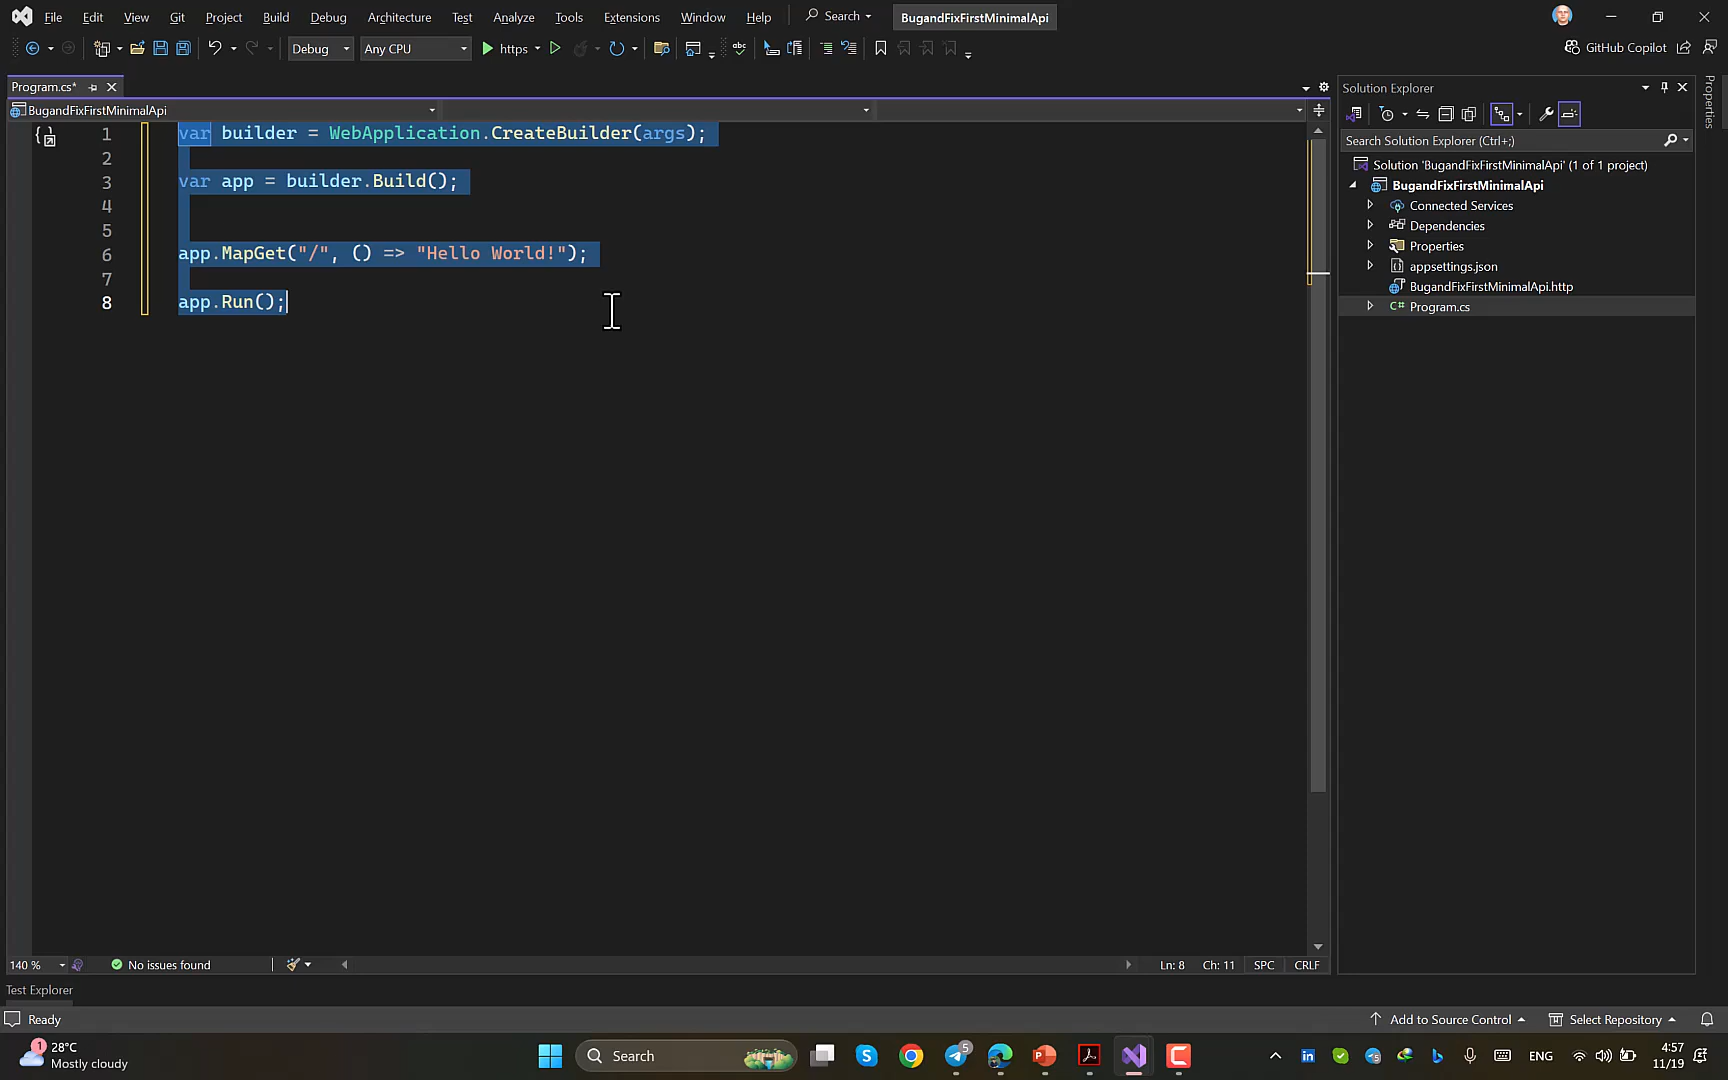 File Edit View Git Project Build Debug Architecture Test Analyze Tools Extensions Window Help Search BugandFixFirstMinimalApi
Debug Any CPU https GitHub Copilot
Program.cs* Solution Explorer Properties
BugandFixFirstMinimalApi
Search Solution Explorer (Ctrl+;)
Solution 'BugandFixFirstMinimalApi' (1 of 1 project)
BugandFixFirstMinimalApi
Connected Services
Dependencies
Properties
appsettings.json
BugandFixFirstMinimalApi.http
C# Program.cs
1 var builder = WebApplication.CreateBuilder(args);
2
3 var app = builder.Build();
4
5
6 app.MapGet("/", () => "Hello World!");
7
8 app.Run();
140 % No issues found Ln: 8 Ch: 11 SPC CRLF
Test Explorer
Ready Add to Source Control Select Repository
1 28°C Search 5 ENG 4:57
Mostly cloudy 11/19